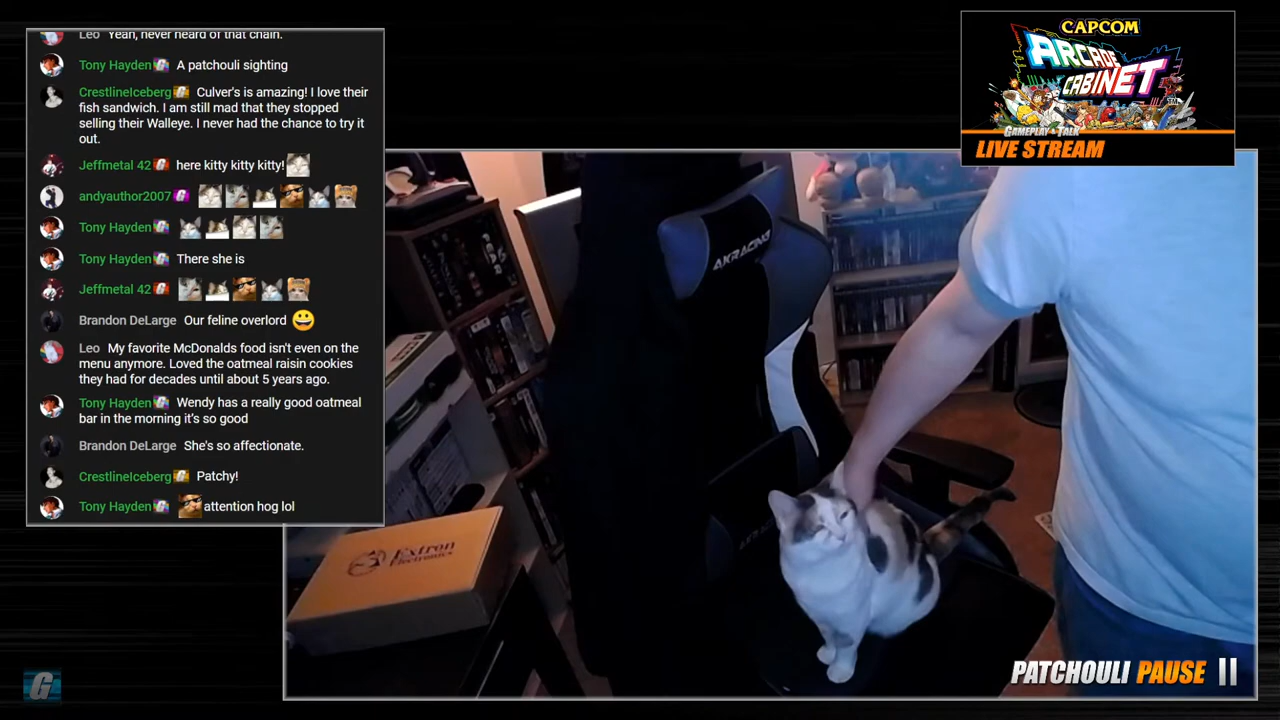 Leo Yeah, never heard of that chain.
Tony Hayden A patchouli sighting
CrestlineIceberg Culver's is amazing! I love their
fish sandwich. I am still mad that they stopped
selling their Walleye. I never had the chance to try it
out.
Jeffmetal 42 here kitty kitty kitty!
andyauthor2007
Tony Hayden
Tony Hayden There she is
Jeffmetal 42
Brandon DeLarge Our feline overlord
Leo My favorite McDonalds food isn't even on the
menu anymore. Loved the oatmeal raisin cookies
they had for decades until about 5 years ago.
Tony Hayden Wendy has a really good oatmeal
bar in the morning it's so good
Brandon DeLarge She's so affectionate.
CrestlineIceberg Patchy!
Tony Hayden attention hog lol
CAPCOM
ARCADE
CABINET
GAMEPLAY & TALK
LIVE STREAM
AKRACING
FEAR
Extron
Electronics
PATCHOULI PAUSE
G